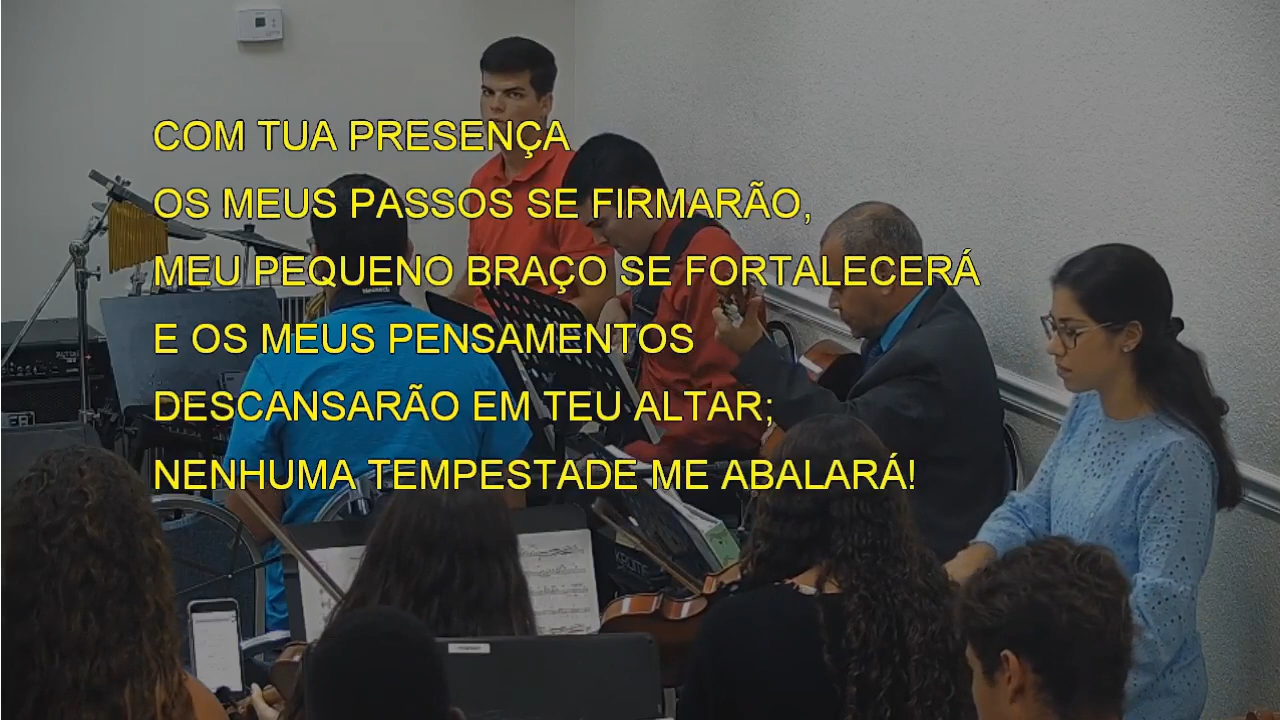 COM TUA PRESENÇA
OS MEUS PASSOS SE FIRMARÃO,
MEU PEQUENO BRAÇO SE FORTALECERÁ
E OS MEUS PENSAMENTOS
DESCANSARÃO EM TEU ALTAR;
NENHUMA TEMPESTADE ME ABALARÁ!
KROME